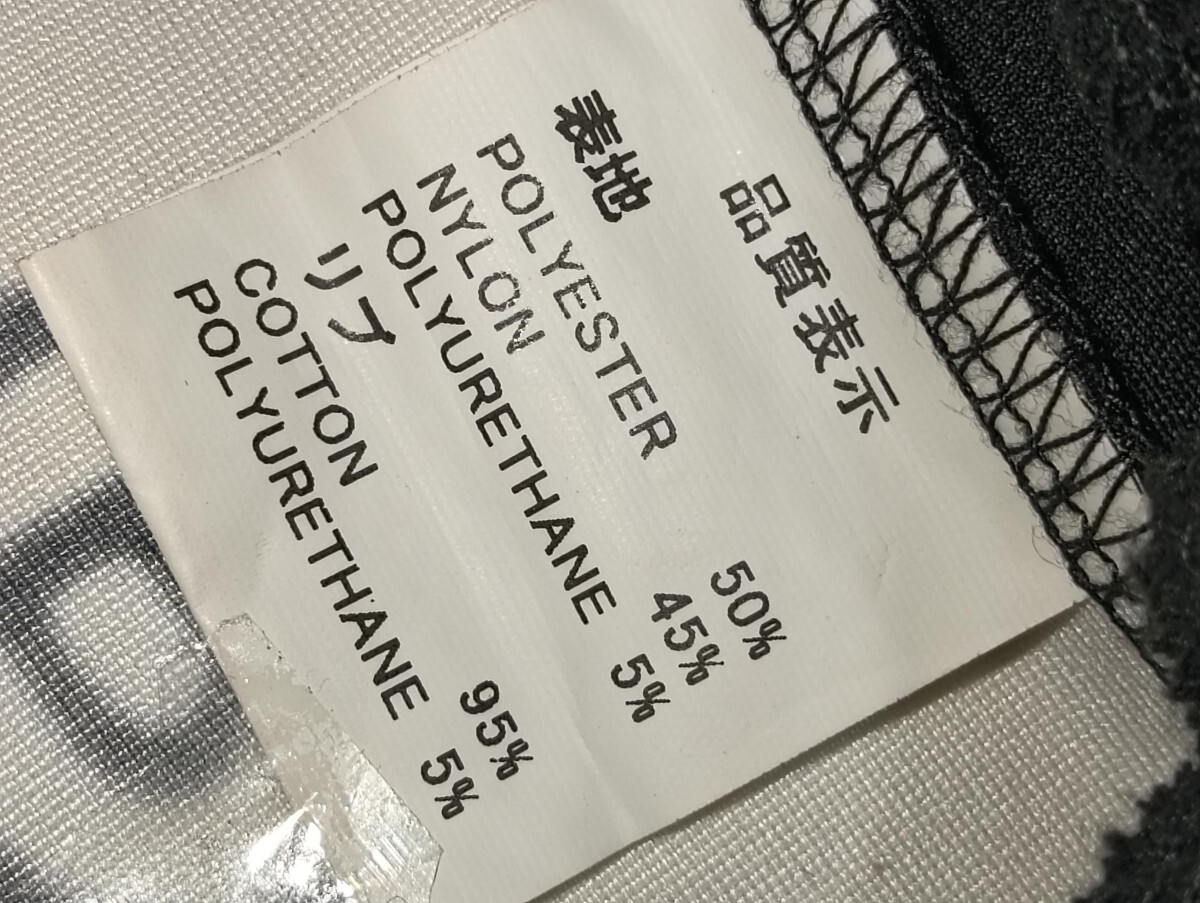 品質表示
表地
POLYESTER 50%
NYLON 45%
POLYURETHANE 5%
リブ
COTTON 95%
POLYURETHANE 5%